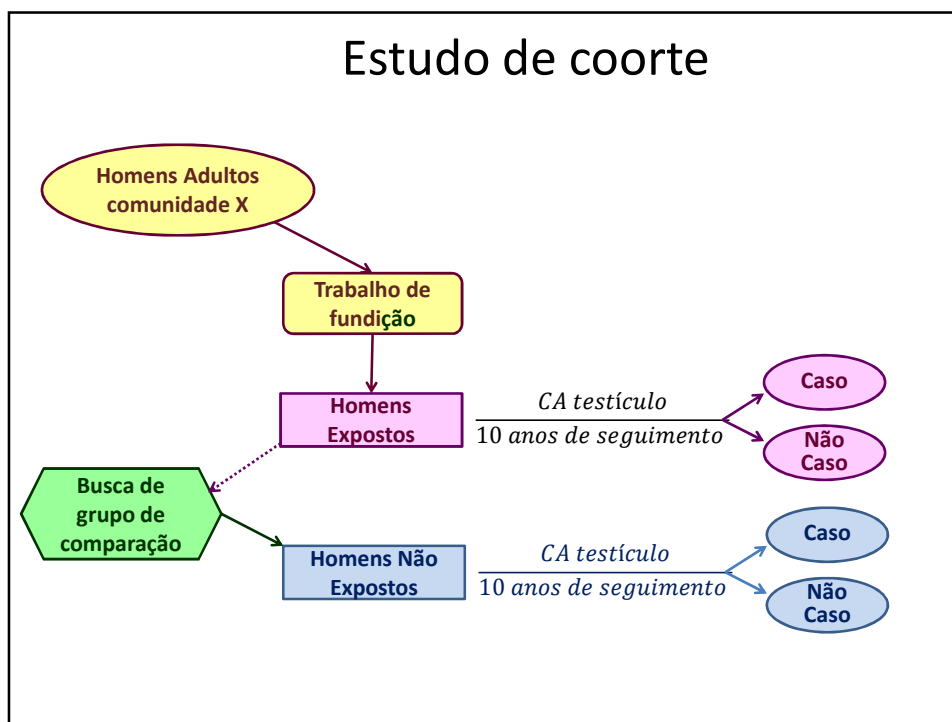 Estudo de coorte
Homens Adultos
comunidade X
Trabalho de
fundição
Homens
Expostos
CA testículo
10 anos de seguimento
Caso
Não
Caso
Busca de
grupo de
comparação
Homens Não
Expostos
CA testículo
10 anos de seguimento
Caso
Não
Caso